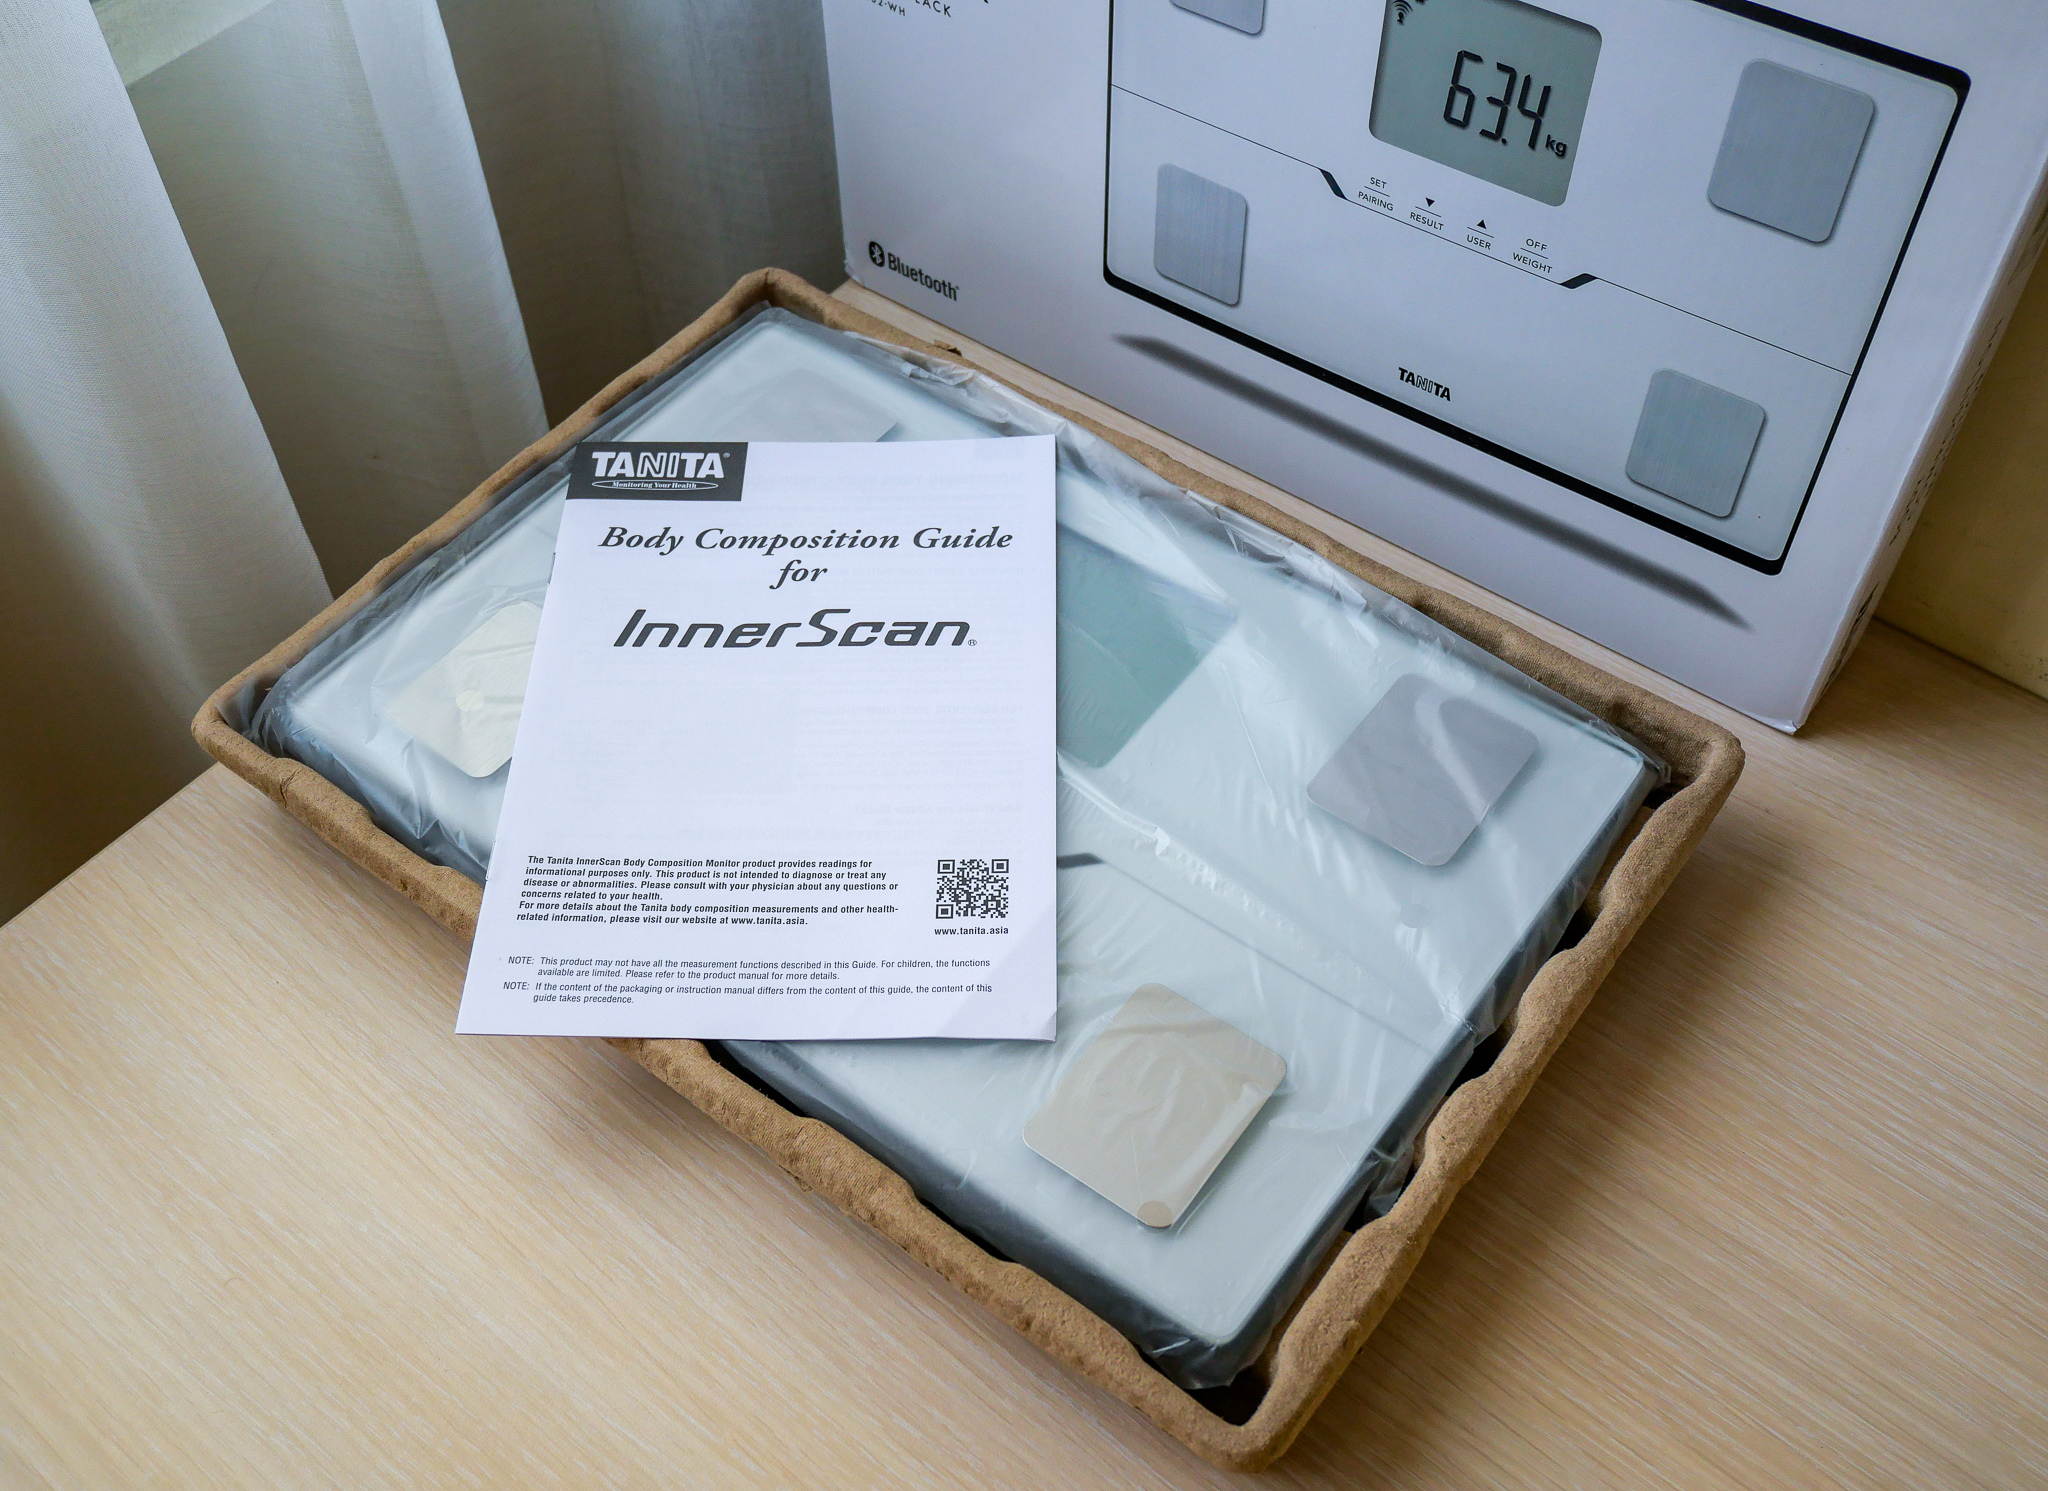 63.4 kg
SET
PAIRING
▼
RESULT
▲
USER
OFF
WEIGHT
Bluetooth®
TANITA
TANITA®
Monitoring Your Health
Body Composition Guide
for
InnerScan®
The Tanita InnerScan Body Composition Monitor product provides readings for
informational purposes only. This product is not intended to diagnose or treat any
disease or abnormalities. Please consult with your physician about any questions or
concerns related to your health.
For more details about the Tanita body composition measurements and other health-
related information, please visit our website at www.tanita.asia.
www.tanita.asia
NOTE: This product may not have all the measurement functions described in this Guide. For children, the functions
available are limited. Please refer to the product manual for more details.
NOTE: If the content of the packaging or instruction manual differs from the content of this guide, the content of this
guide takes precedence.